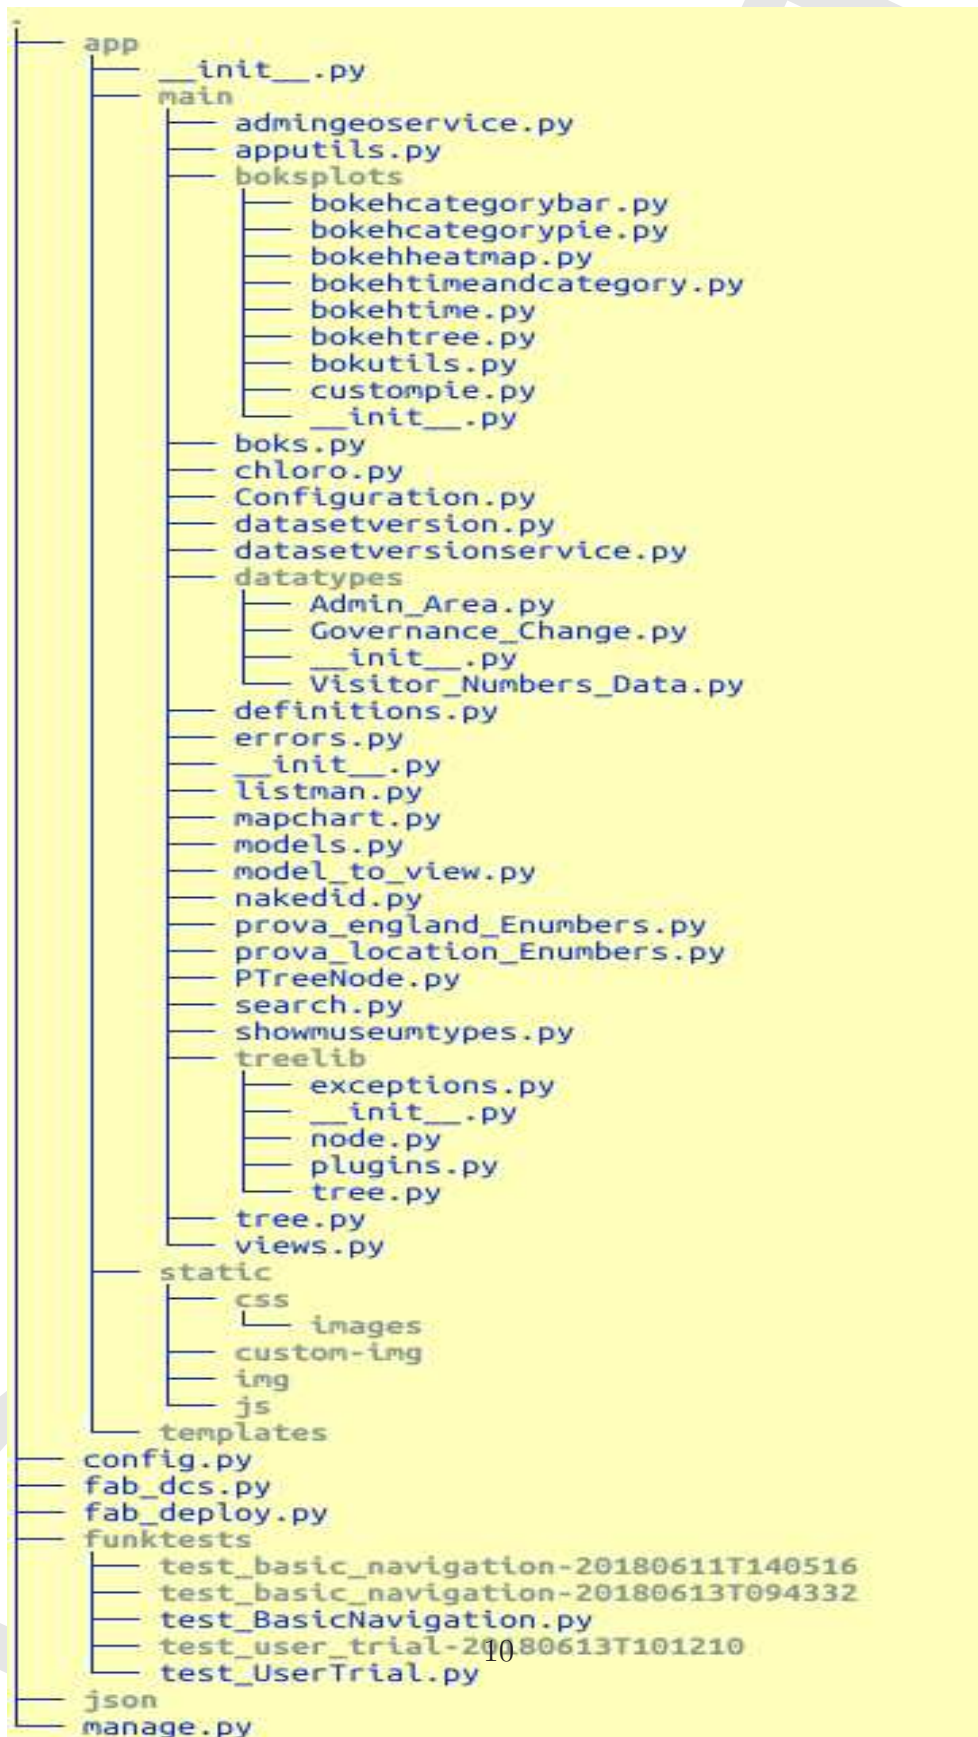 .
app
__init__.py
main
admingeoservice.py
apputils.py
boksplots
bokehcategorybar.py
bokehcategorypie.py
bokehheatmap.py
bokehtimeandcategory.py
bokehtime.py
bokehtree.py
bokutils.py
custompie.py
__init__.py
boks.py
chloro.py
Configuration.py
datasetversion.py
datasetversionservice.py
datatypes
Admin_Area.py
Governance_Change.py
__init__.py
Visitor_Numbers_Data.py
definitions.py
errors.py
__init__.py
listman.py
mapchart.py
models.py
model_to_view.py
nakedid.py
prova_england_Enumbers.py
prova_location_Enumbers.py
PTreeNode.py
search.py
showmuseumtypes.py
treelib
exceptions.py
__init__.py
node.py
plugins.py
tree.py
tree.py
views.py
static
css
images
custom-img
img
js
templates
config.py
fab_dcs.py
fab_deploy.py
funktests
test_basic_navigation-20180611T140516
test_basic_navigation-20180613T094332
test_BasicNavigation.py
test_user_trial-20180613T101210
10
test_UserTrial.py
json
manage.py